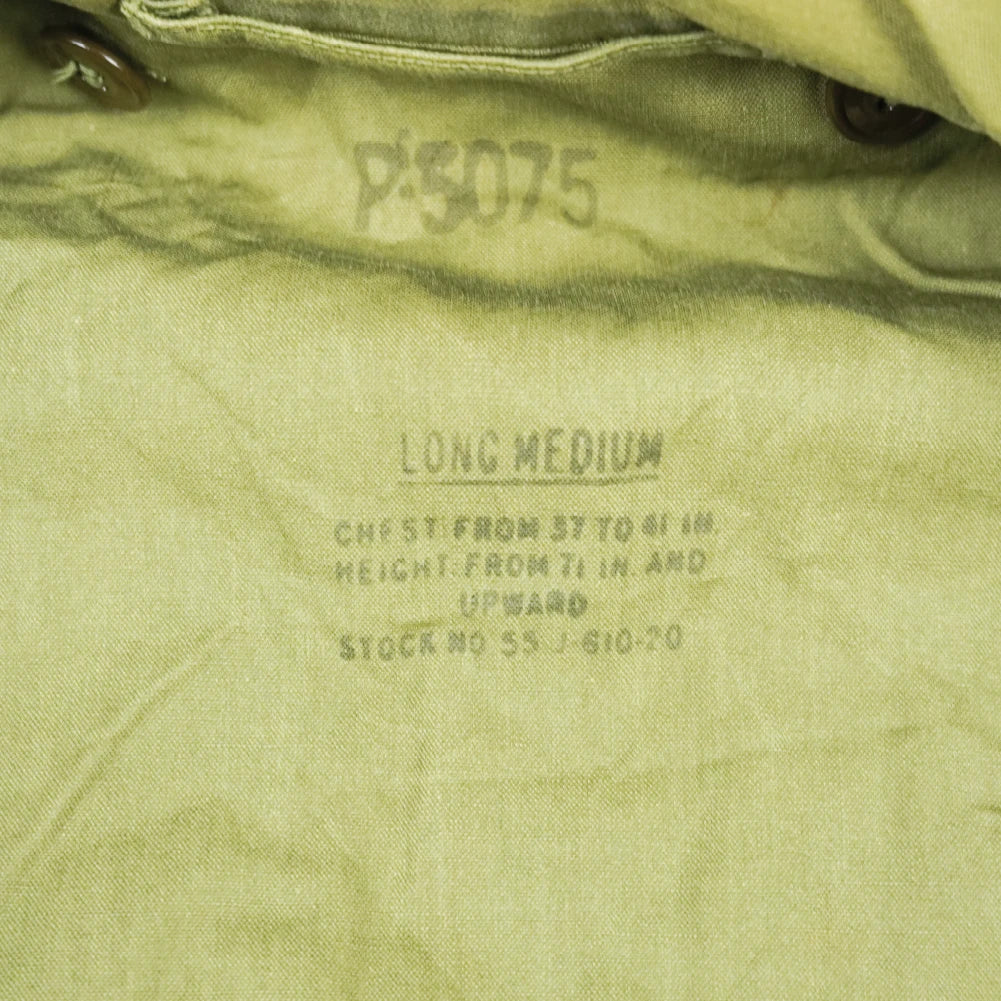 P-5075
LONG MEDIUM
CHEST: FROM 37 TO 41 IN.
HEIGHT: FROM 71 IN. AND
UPWARD
STOCK NO 55 J-610-20